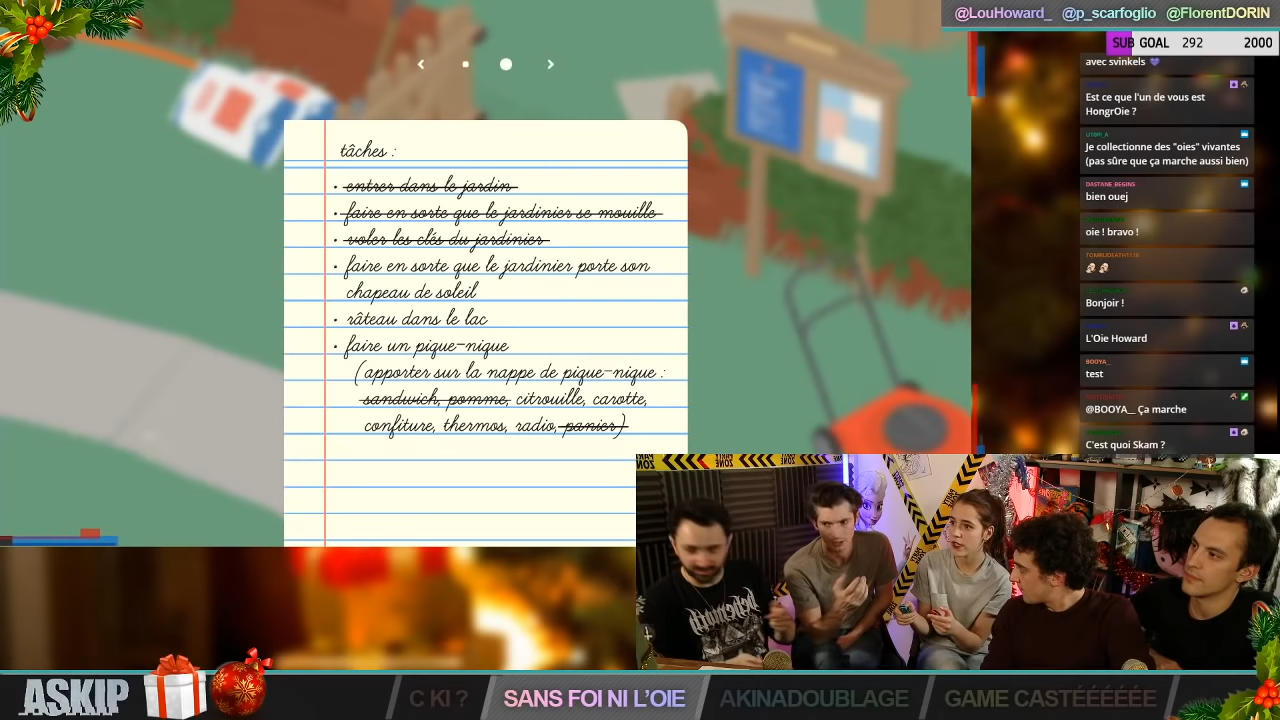 @LouHoward_ @p_scarfoglio @FlorentDORIN
SUB GOAL 292 2000
avec svinkels 💜
Est ce que l'un de vous est
HongrOie ?
Je collectionne des "oies" vivantes
(pas sûre que ça marche aussi bien)
DASTANE_BEGINS
bien ouej
oie ! bravo !
Bonjoir !
L'Oie Howard
BOOYA_
test
@BOOYA__ Ça marche
C'est quoi Skam ?
tâches :
• entrer dans le jardin
• faire en sorte que le jardinier se mouille
• voler les clés du jardinier
• faire en sorte que le jardinier porte son
chapeau de soleil
• râteau dans le lac
• faire un pique-nique
(apporter sur la nappe de pique-nique :
sandwich, pomme, citrouille, carotte,
confiture, thermos, radio, panier)
ASKIP
C KI ?
SANS FOI NI L'OIE
AKINADOUBLAGE
GAME CASTÉÉÉÉÉÉE